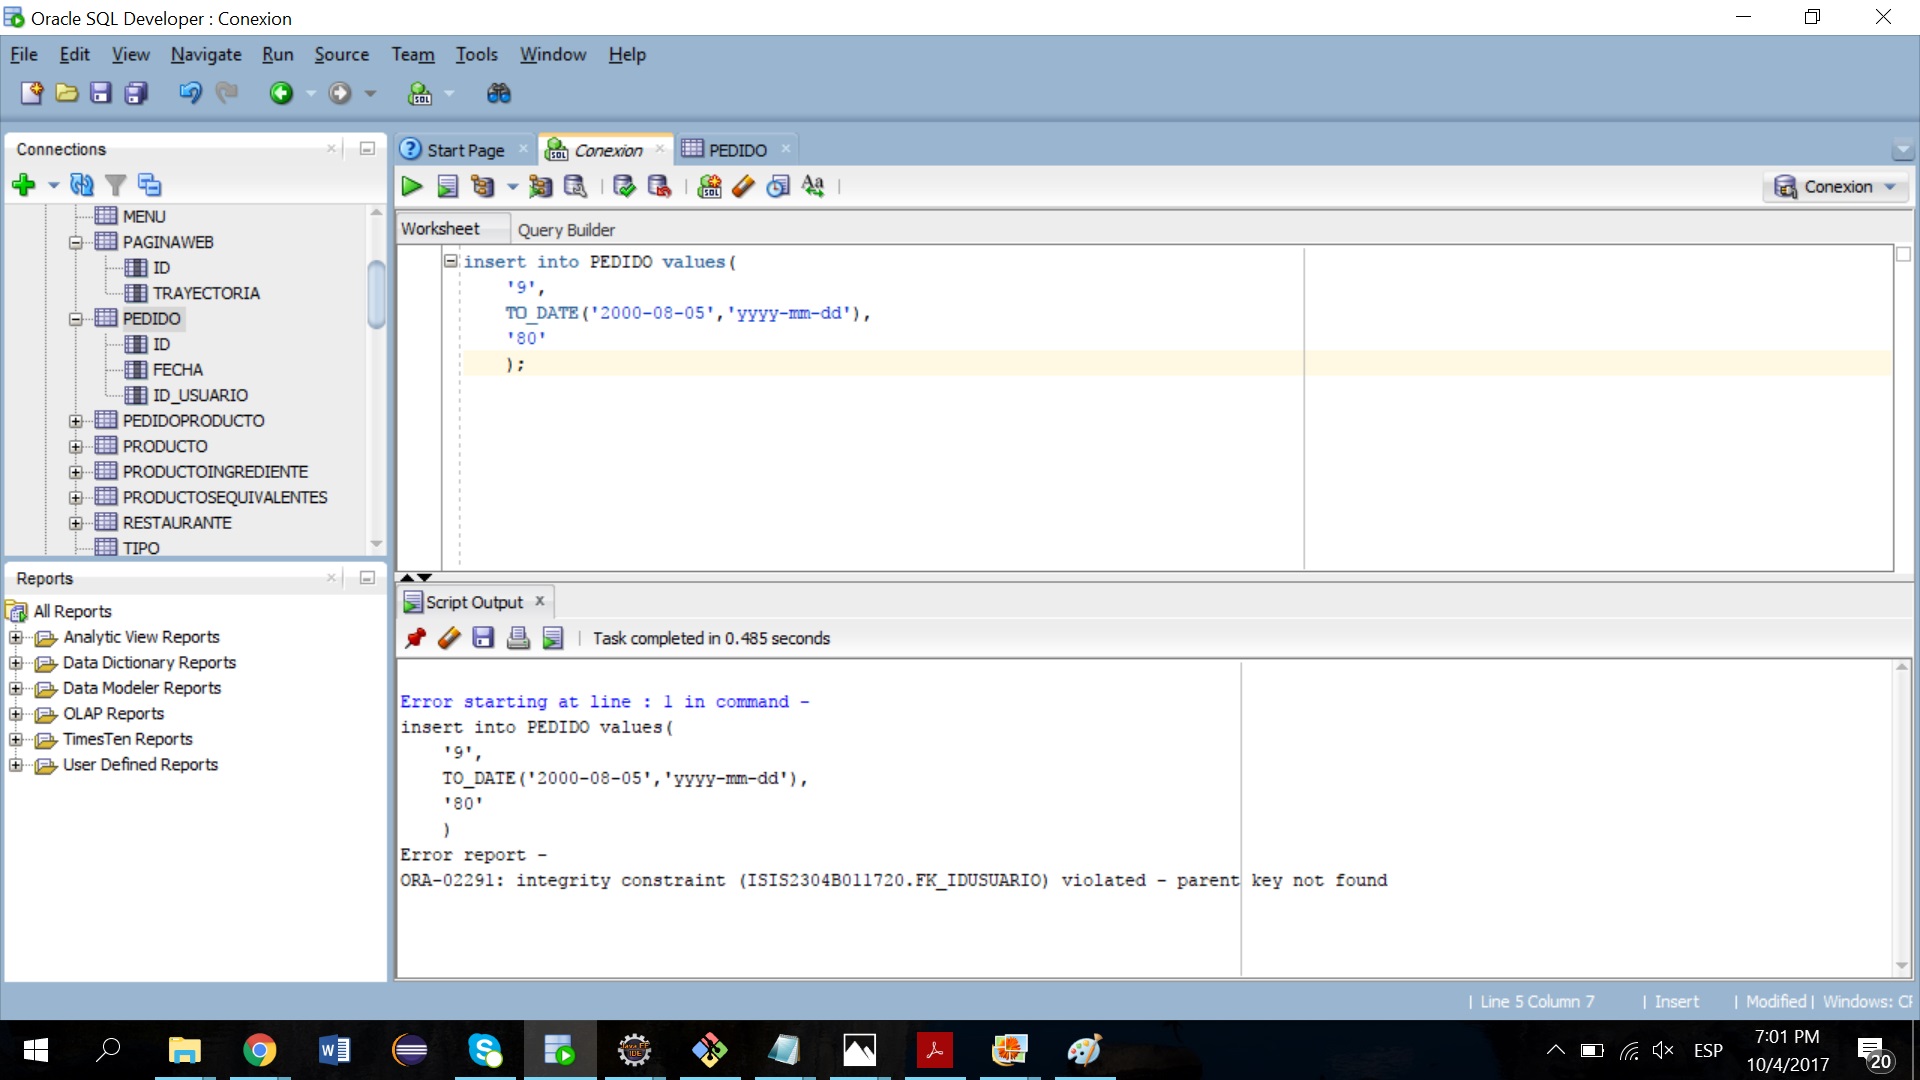 Oracle SQL Developer : Conexion
File Edit View Navigate Run Source Team Tools Window Help
Connections
MENU
PAGINAWEB
ID
TRAYECTORIA
PEDIDO
ID
FECHA
ID_USUARIO
PEDIDOPRODUCTO
PRODUCTO
PRODUCTOINGREDIENTE
PRODUCTOSEQUIVALENTES
RESTAURANTE
TIPO
Reports
All Reports
Analytic View Reports
Data Dictionary Reports
Data Modeler Reports
OLAP Reports
TimesTen Reports
User Defined Reports
Start Page Conexion PEDIDO
Conexion
Worksheet Query Builder
insert into PEDIDO values(
'9',
TO_DATE('2000-08-05','yyyy-mm-dd'),
'80'
);
Script Output
Task completed in 0.485 seconds
Error starting at line : 1 in command -
insert into PEDIDO values(
'9',
TO_DATE('2000-08-05','yyyy-mm-dd'),
'80'
)
Error report -
ORA-02291: integrity constraint (ISIS2304B011720.FK_IDUSUARIO) violated - parent key not found
| Line 5 Column 7 | Insert | Modified | Windows: CR
ESP
7:01 PM
10/4/2017
20